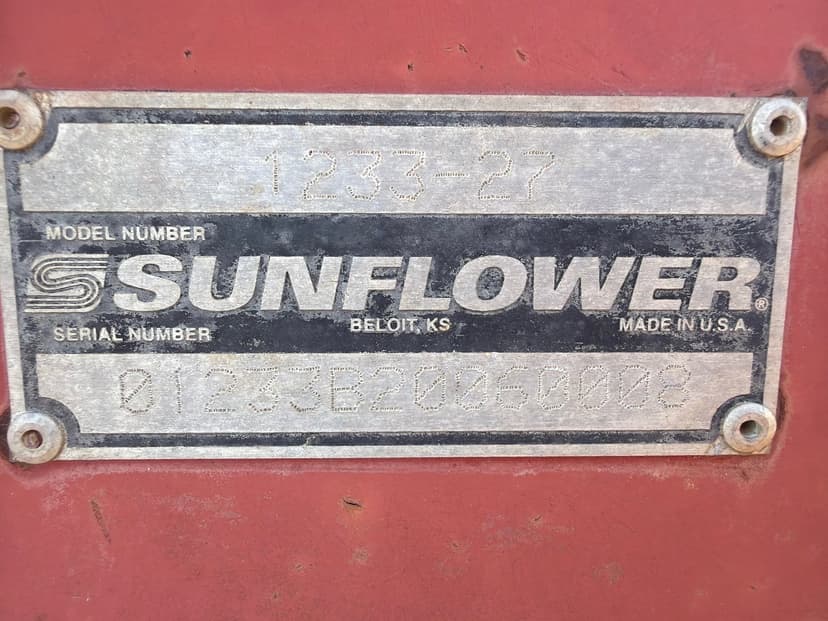 1233-27
MODEL NUMBER
SUNFLOWER®
SERIAL NUMBER BELOIT, KS MADE IN U.S.A.
01233B20060008